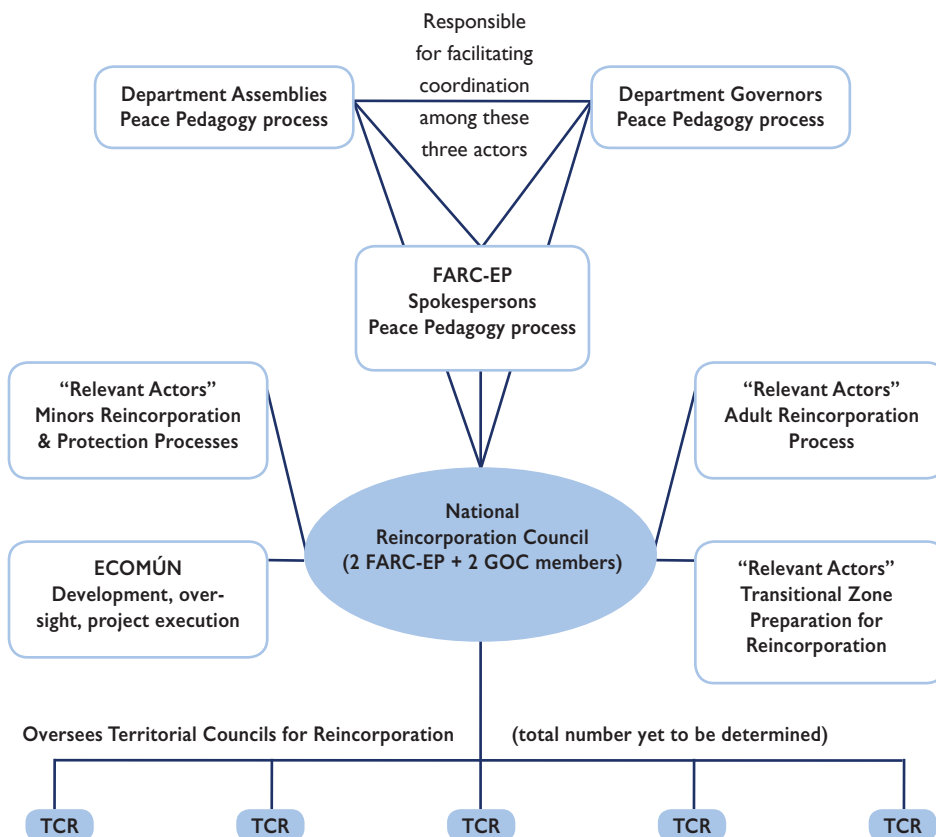 Responsible
for facilitating
coordination
among these
three actors
Department Assemblies
Peace Pedagogy process
Department Governors
Peace Pedagogy process
FARC-EP
Spokespersons
Peace Pedagogy process
“Relevant Actors”
Minors Reincorporation
& Protection Processes
“Relevant Actors”
Adult Reincorporation
Process
National
Reincorporation Council
(2 FARC-EP + 2 GOC members)
ECOMÚN
Development, over-
sight, project execution
“Relevant Actors”
Transitional Zone
Preparation for
Reincorporation
Oversees Territorial Councils for Reincorporation (total number yet to be determined)
TCR TCR TCR TCR TCR